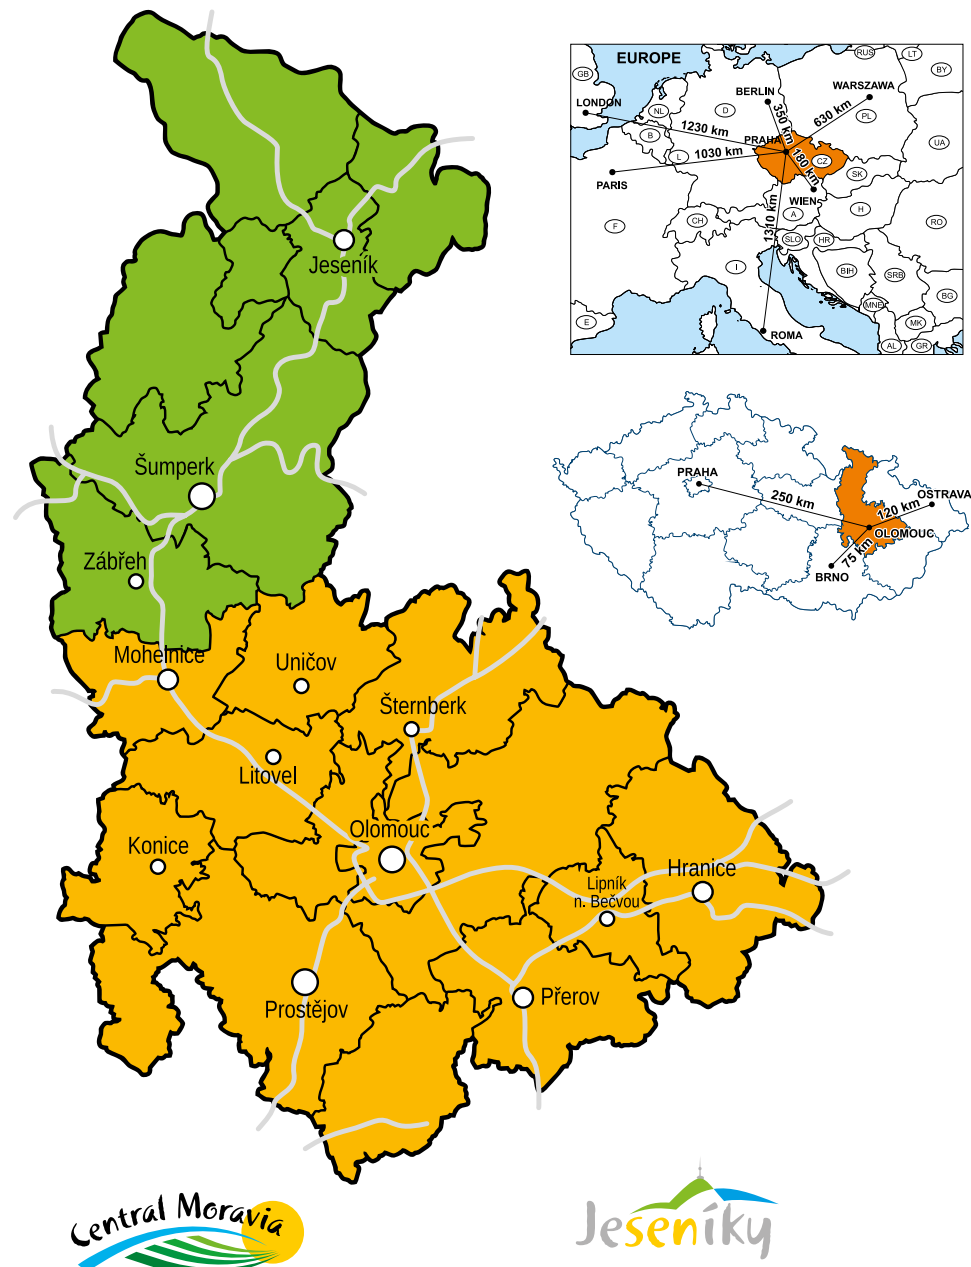 Jeseník
Šumperk
Zábřeh
Mohelnice
Uničov
Šternberk
Litovel
Olomouc
Konice
Hranice
Lipník
n. Bečvou
Prostějov
Přerov
EUROPE
RUS
LT
GB
BY
BERLIN
WARSZAWA
LONDON
NL
D
350 km
630 km
PL
1230 km
B
PRAHA
UA
1030 km
L
180 km
CZ
SK
PARIS
WIEN
H
CH
A
F
1310 km
RO
SLO
HR
I
BIH
SRB
BG
MNE
E
MK
ROMA
AL
GR
PRAHA
250 km
OSTRAVA
120 km
OLOMOUC
75 km
BRNO
Central Moravia
Jeseníky